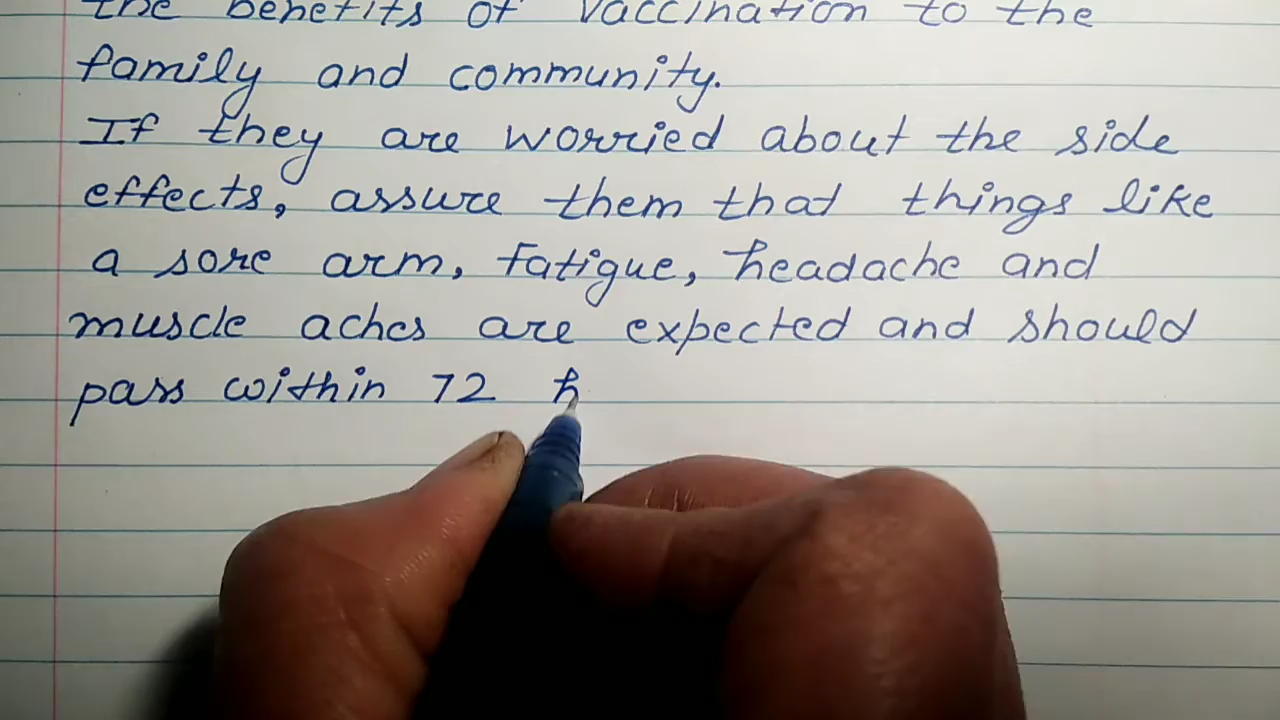 the benefits of vaccination to the
family and community.
If they are worried about the side
effects, assure them that things like
a sore arm, fatigue, headache and
muscle aches are expected and should
pass within 72 h